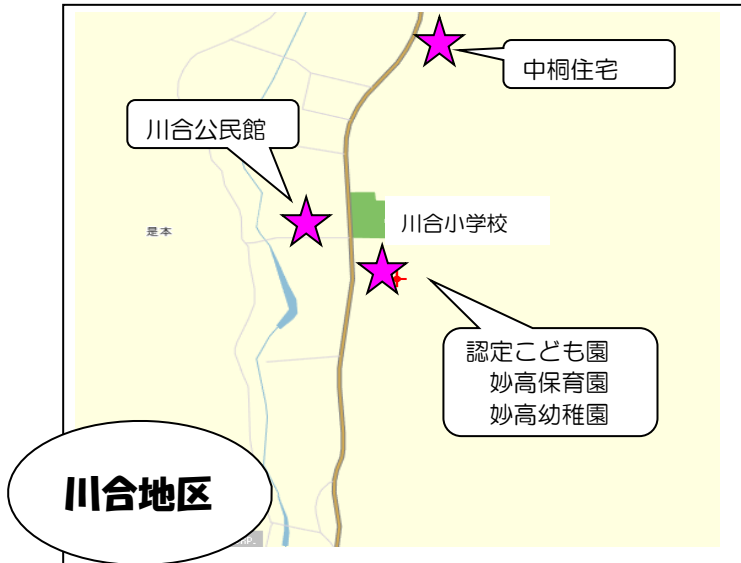 中桐住宅
川合公民館
川合小学校
是本
認定こども園
妙高保育園
妙高幼稚園
川合地区